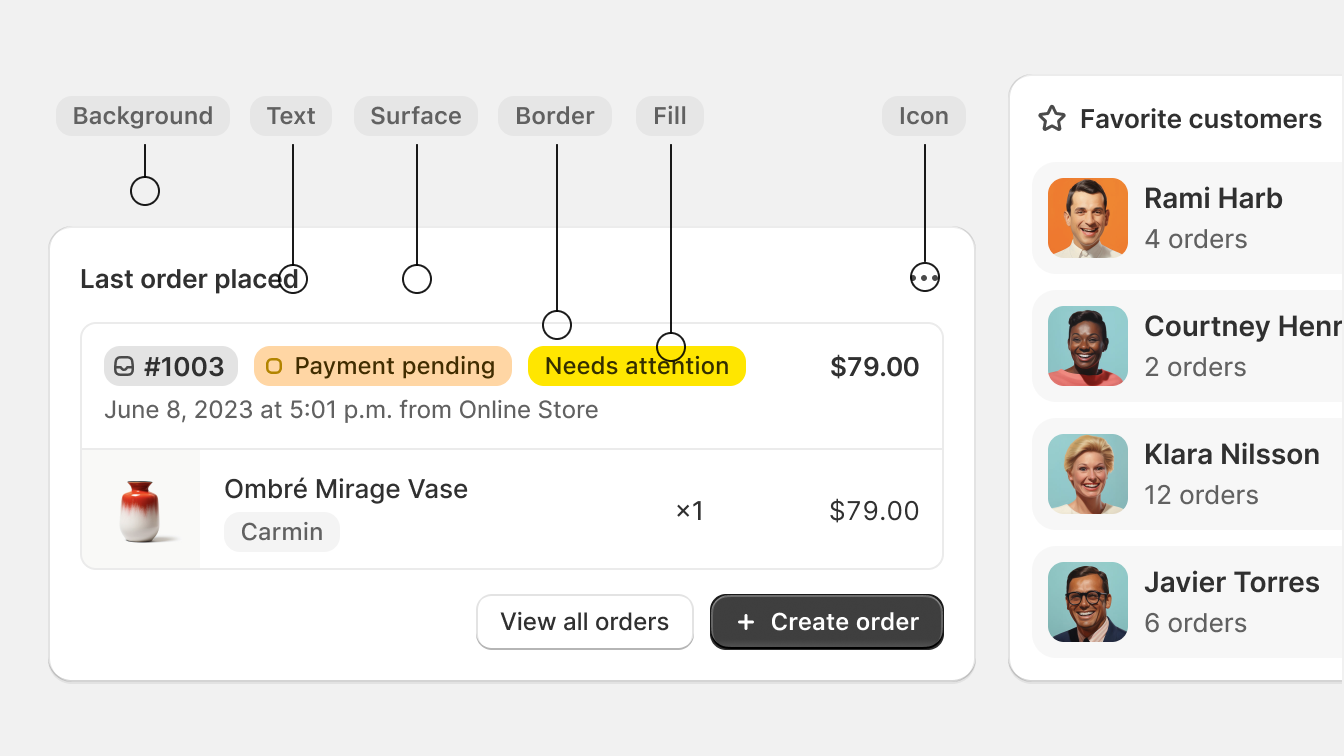 Background Text Surface Border Fill Icon
Last order placed
#1003 Payment pending Needs attention $79.00
June 8, 2023 at 5:01 p.m. from Online Store
Ombré Mirage Vase
Carmin
×1 $79.00
View all orders + Create order
Favorite customers
Rami Harb
4 orders
Courtney Henr
2 orders
Klara Nilsson
12 orders
Javier Torres
6 orders